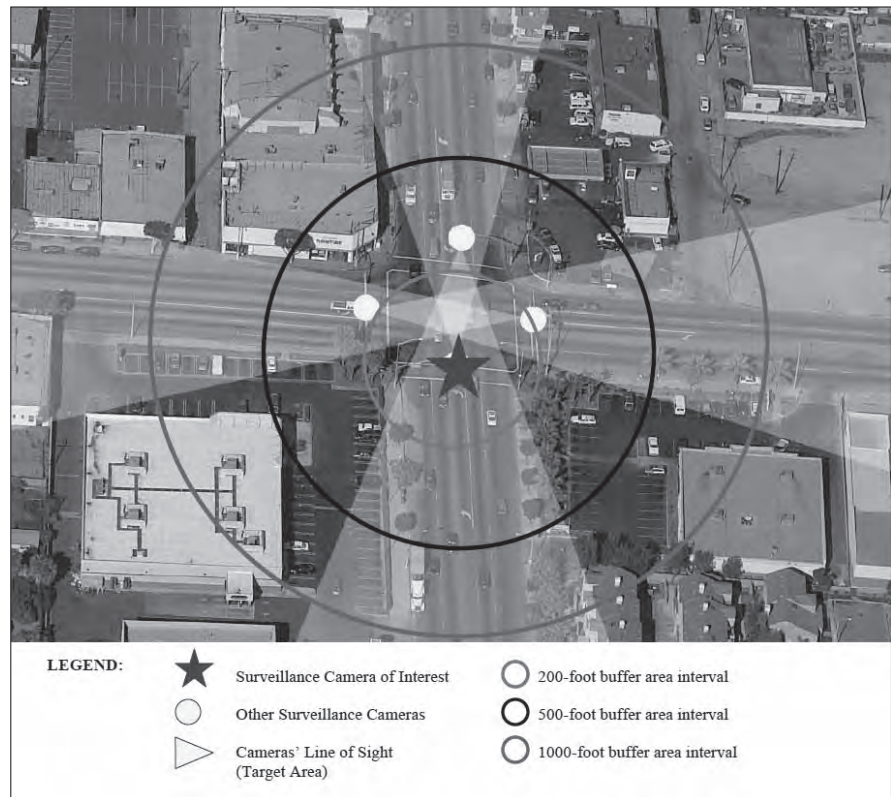 LEGEND:
Surveillance Camera of Interest
Other Surveillance Cameras
Cameras' Line of Sight
(Target Area)
200-foot buffer area interval
500-foot buffer area interval
1000-foot buffer area interval